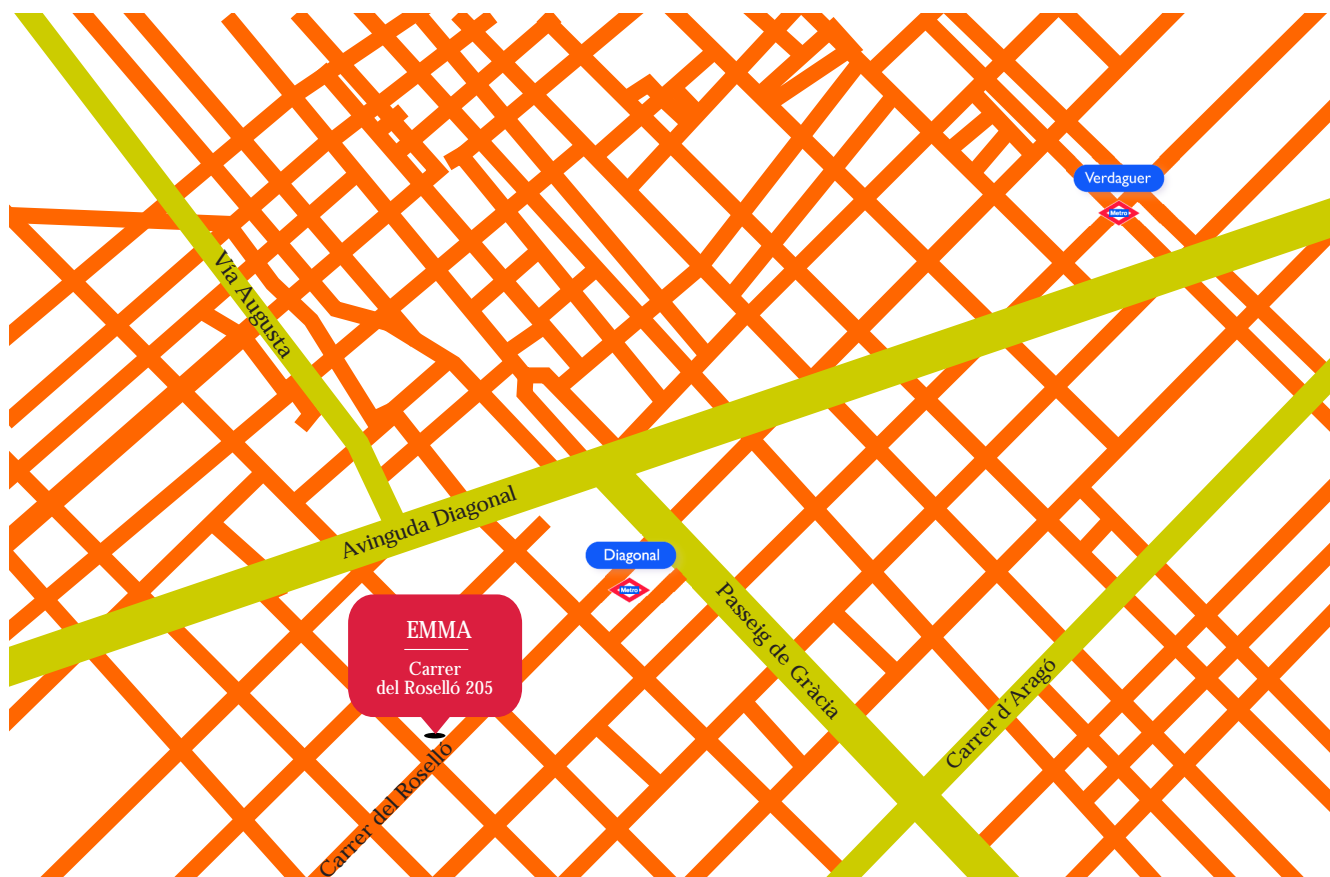 Verdaguer
Metro
Vía Augusta
Avinguda Diagonal
Diagonal
Metro
Passeig de Gràcia
EMMA
Carrer
del Roselló 205
Carrer d´Aragó
Carrer del Roselló